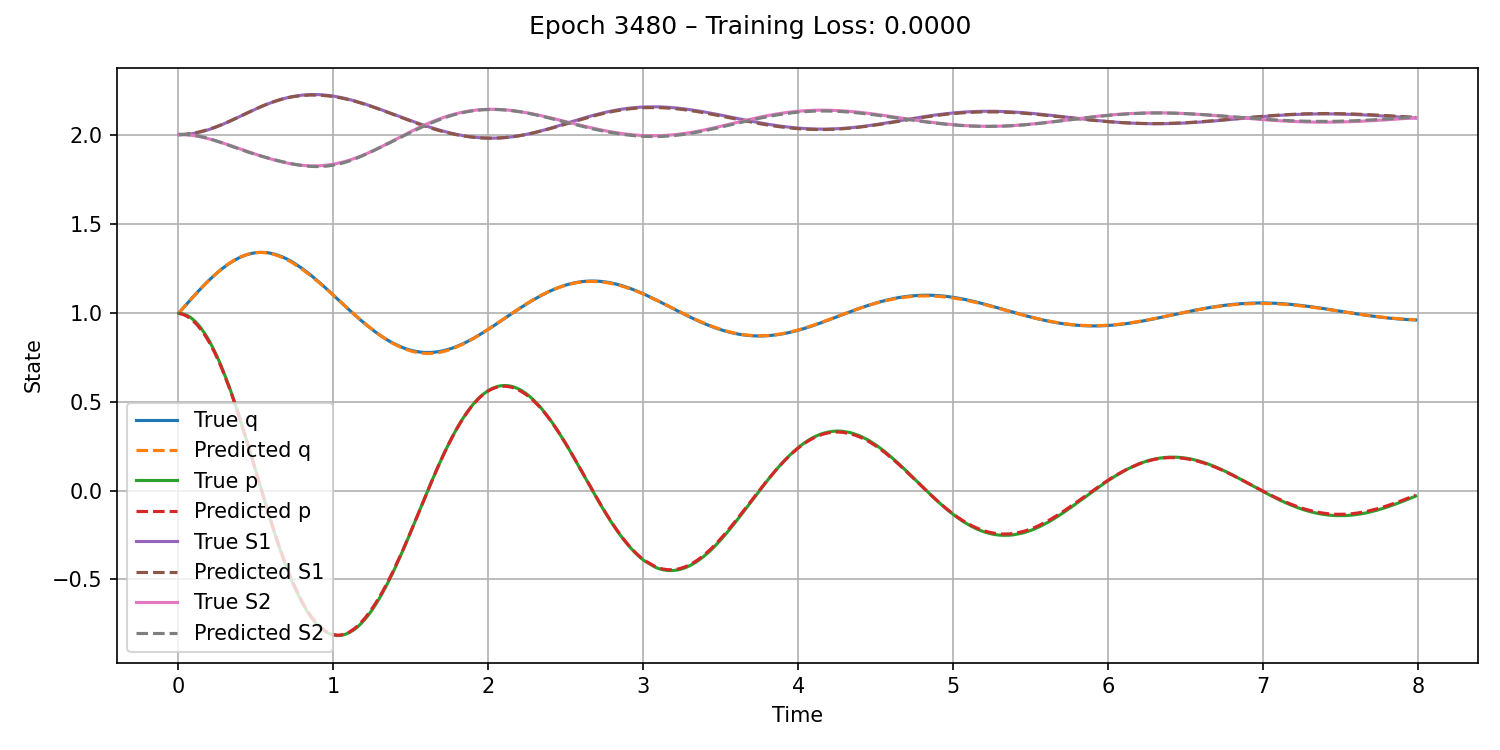 Epoch 3480 – Training Loss: 0.0000
State
2.0
1.5
1.0
0.5
0.0
−0.5
True q
Predicted q
True p
Predicted p
True S1
Predicted S1
True S2
Predicted S2
0 1 2 3 4 5 6 7 8
Time